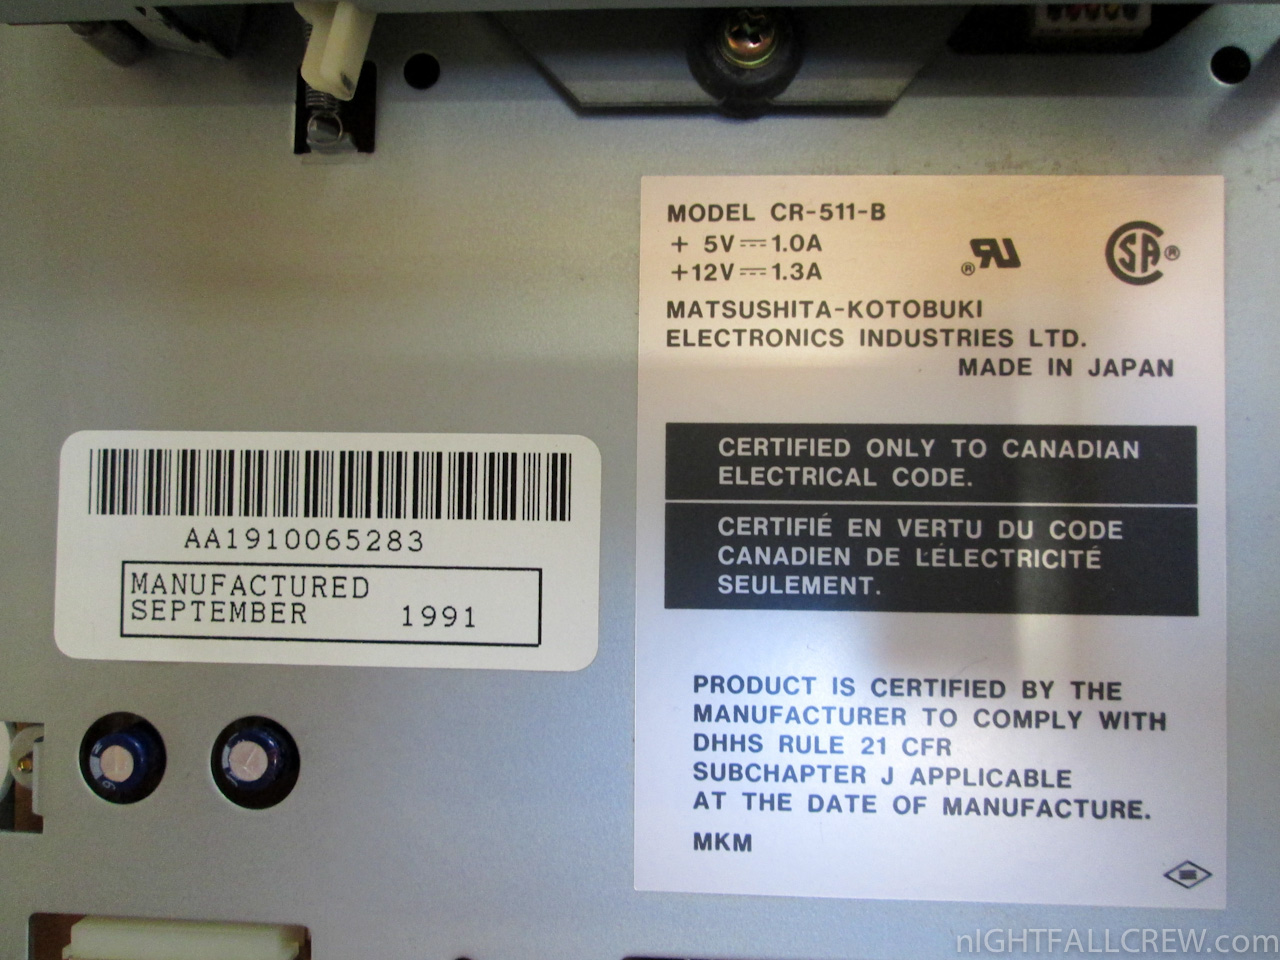 MODEL CR-511-B
+ 5V⎓1.0A
+12V⎓1.3A
® RU
SA®
MATSUSHITA-KOTOBUKI
ELECTRONICS INDUSTRIES LTD.
MADE IN JAPAN
CERTIFIED ONLY TO CANADIAN
ELECTRICAL CODE.
CERTIFIÉ EN VERTU DU CODE
CANADIEN DE L'ÉLECTRICITÉ
SEULEMENT.
AA1910065283
MANUFACTURED
SEPTEMBER 1991
PRODUCT IS CERTIFIED BY THE
MANUFACTURER TO COMPLY WITH
DHHS RULE 21 CFR
SUBCHAPTER J APPLICABLE
AT THE DATE OF MANUFACTURE.
MKM
nIGHTFALLCREW.com